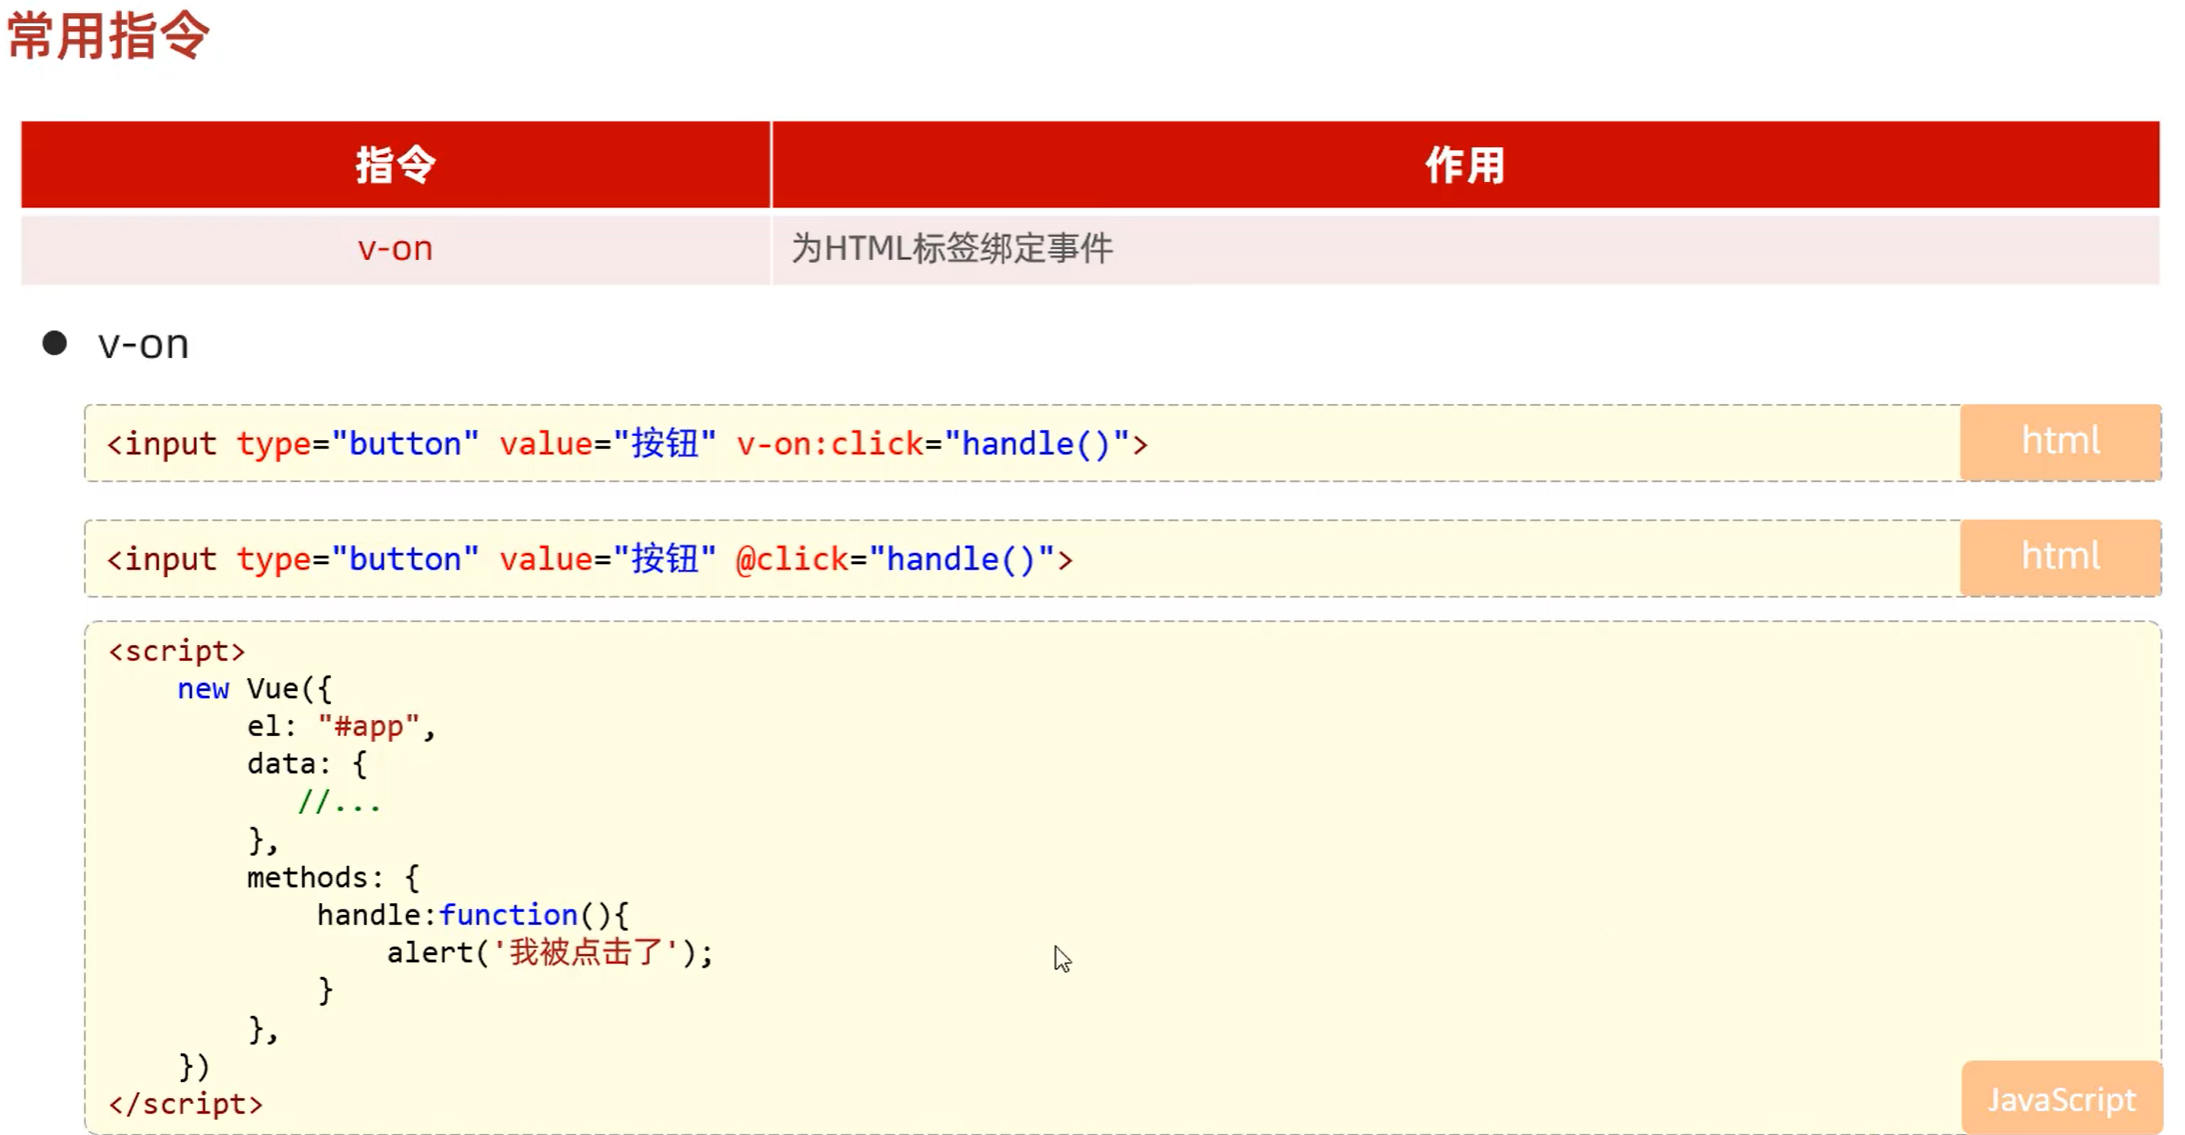 常用指令
指令 作用
v-on 为HTML标签绑定事件
● v-on
<input type="button" value="按钮" v-on:click="handle()"> html
<input type="button" value="按钮" @click="handle()"> html
<script>
    new Vue({
        el: "#app",
        data: {
           //...
        },
        methods: {
            handle:function(){
                alert('我被点击了');
            }
        },
    })
</script>
JavaScript